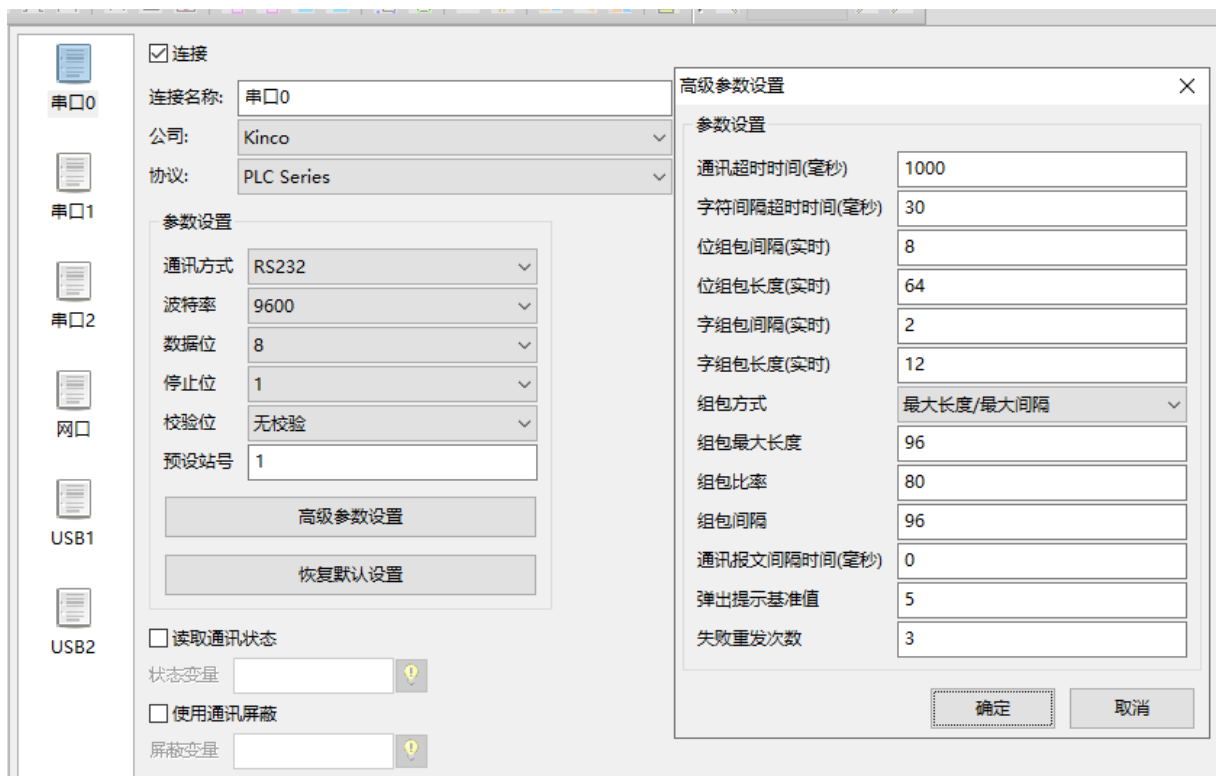 串口0
串口1
串口2
网口
USB1
USB2
连接
连接名称: 串口0
公司: Kinco
协议: PLC Series
参数设置
通讯方式 RS232
波特率 9600
数据位 8
停止位 1
校验位 无校验
预设站号 1
高级参数设置
恢复默认设置
读取通讯状态
状态变量
使用通讯屏蔽
屏蔽变量
高级参数设置
参数设置
通讯超时时间(毫秒) 1000
字符间隔超时时间(毫秒) 30
位组包间隔(实时) 8
位组包长度(实时) 64
字组包间隔(实时) 2
字组包长度(实时) 12
组包方式 最大长度/最大间隔
组包最大长度 96
组包比率 80
组包间隔 96
通讯报文间隔时间(毫秒) 0
弹出提示基准值 5
失败重发次数 3
确定 取消